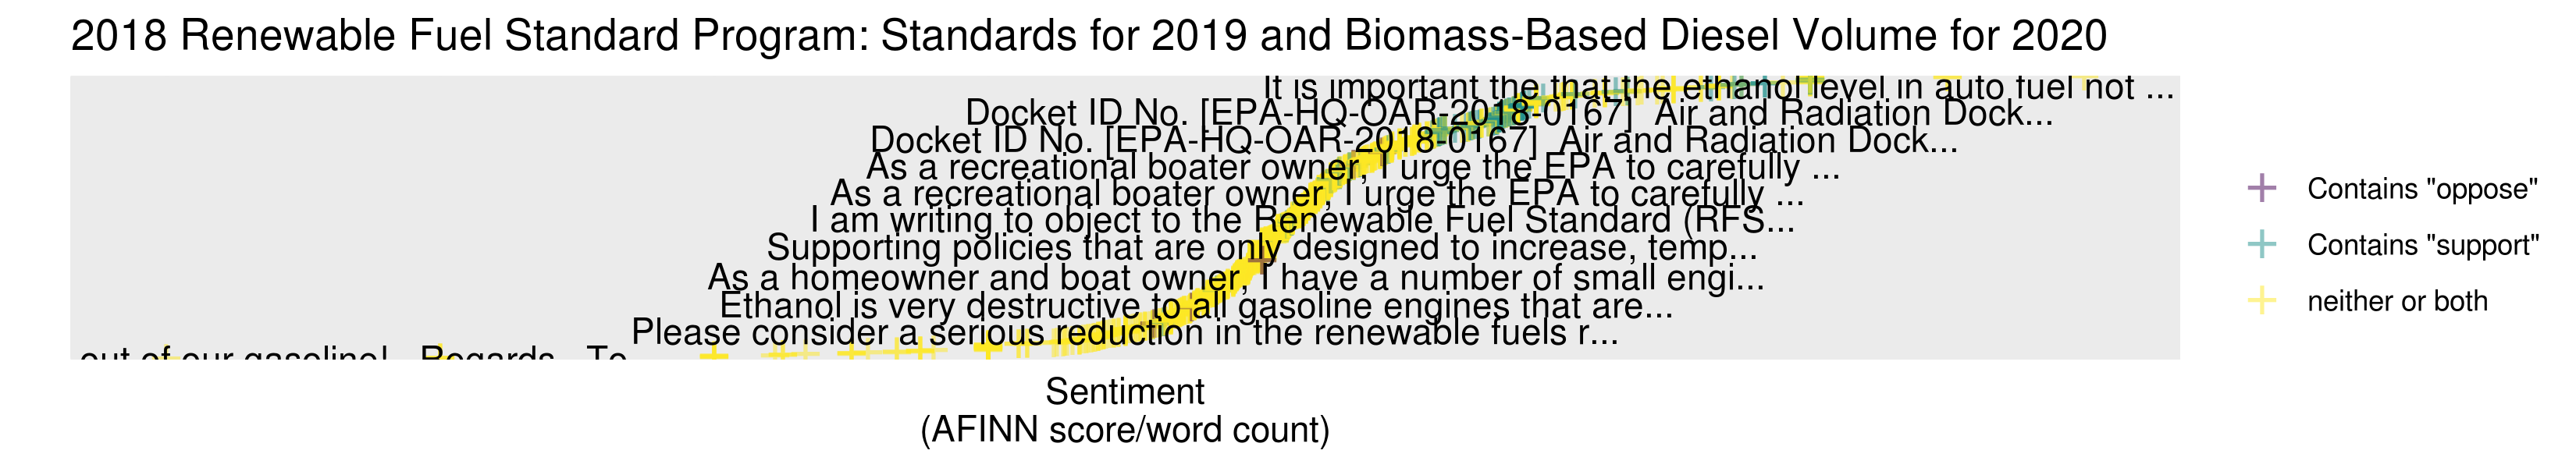 2018 Renewable Fuel Standard Program: Standards for 2019 and Biomass-Based Diesel Volume for 2020
It is important the that the ethanol level in auto fuel not ...
Docket ID No. [EPA-HQ-OAR-2018-0167]  Air and Radiation Dock...
Docket ID No. [EPA-HQ-OAR-2018-0167]  Air and Radiation Dock...
As a recreational boater owner, I urge the EPA to carefully ...
As a recreational boater owner, I urge the EPA to carefully ...
I am writing to object to the Renewable Fuel Standard (RFS...
Supporting policies that are only designed to increase, temp...
As a homeowner and boat owner, I have a number of small engi...
Ethanol is very destructive to all gasoline engines that are...
Please consider a serious reduction in the renewable fuels r...
out of our gasoline!   Regards   To
Contains "oppose"
Contains "support"
neither or both
Sentiment
(AFINN score/word count)